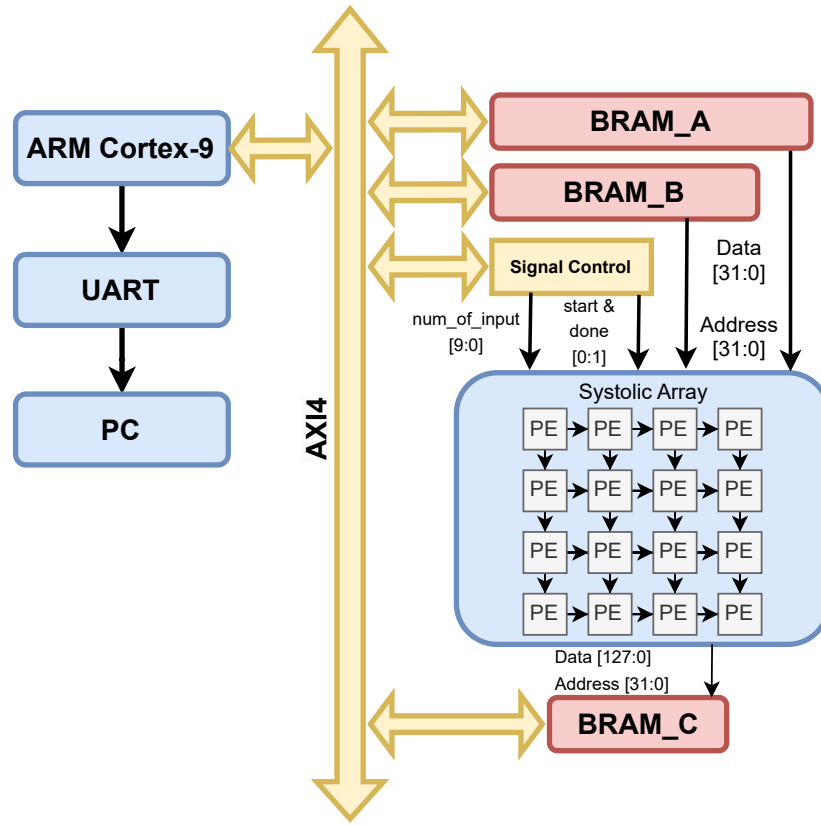 ARM Cortex-9
UART
PC
AXI4
BRAM_A
BRAM_B
Signal Control
num_of_input
[9:0]
start &
done
[0:1]
Data
[31:0]
Address
[31:0]
Systolic Array
PE PE PE PE
PE PE PE PE
PE PE PE PE
PE PE PE PE
Data [127:0]
Address [31:0]
BRAM_C